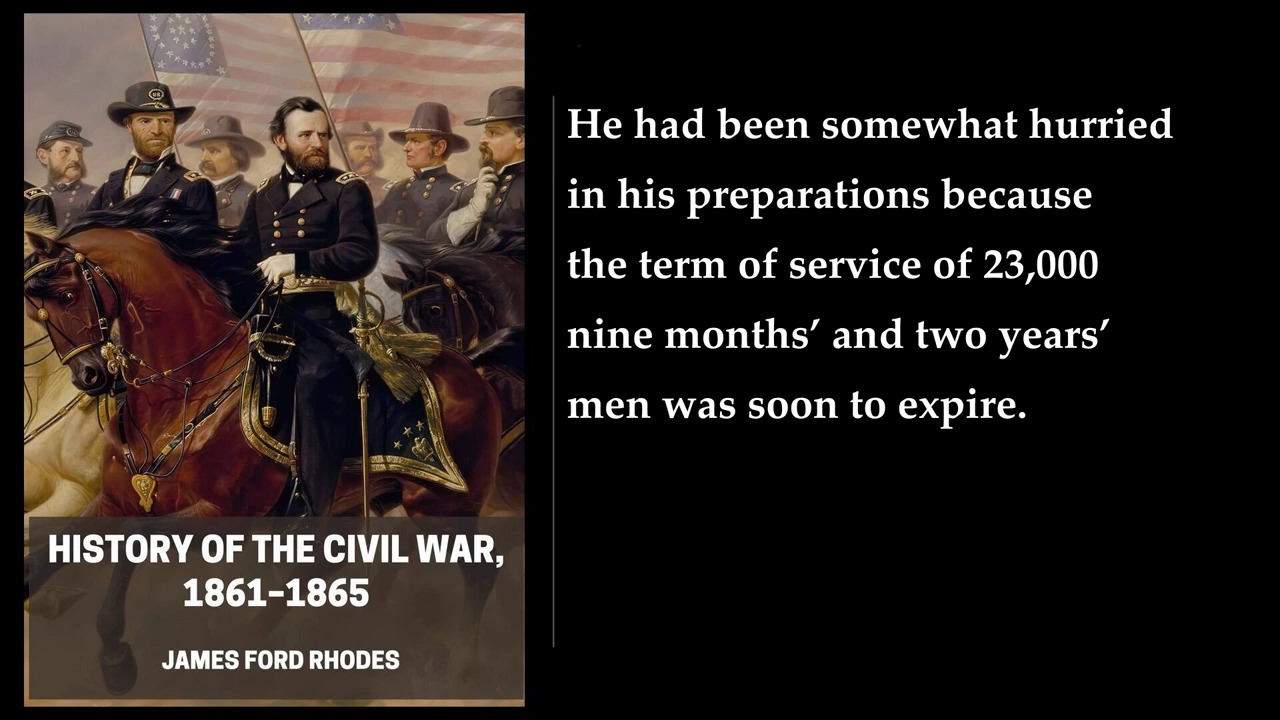 HISTORY OF THE CIVIL WAR,
1861–1865
JAMES FORD RHODES
He had been somewhat hurried
in his preparations because
the term of service of 23,000
nine months’ and two years’
men was soon to expire.